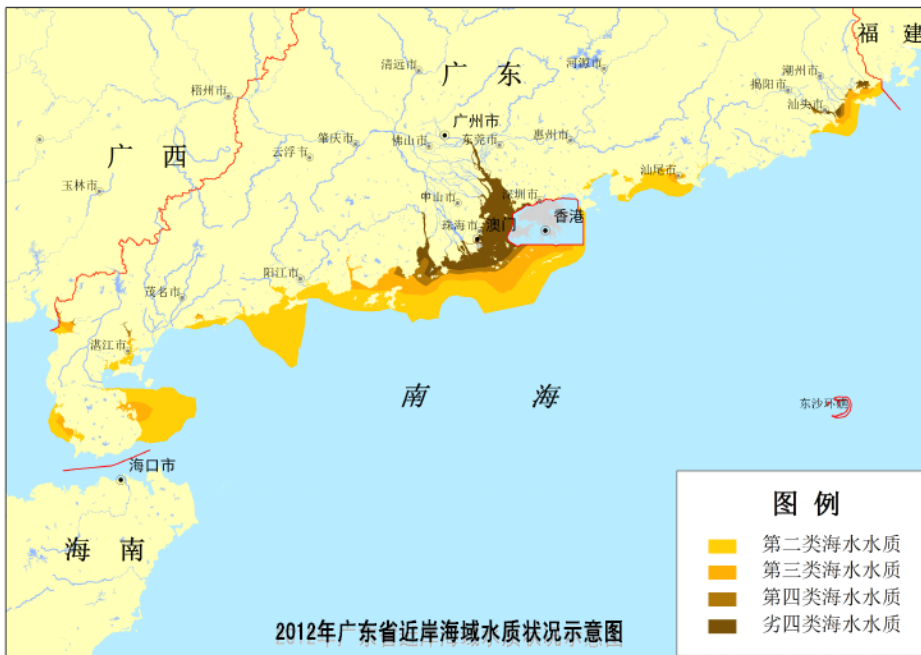 福 建
广 东
清远市
河源市
潮州市
揭阳市
汕头市
梧州市
广州市
肇庆市
佛山市
东莞市
惠州市
云浮市
广 西
玉林市
汕尾市
中山市
深圳市
珠海市
澳门
香港
阳江市
茂名市
湛江市
南 海
东沙环礁
海口市
海 南
图 例
第二类海水水质
第三类海水水质
第四类海水水质
劣四类海水水质
2012年广东省近岸海域水质状况示意图